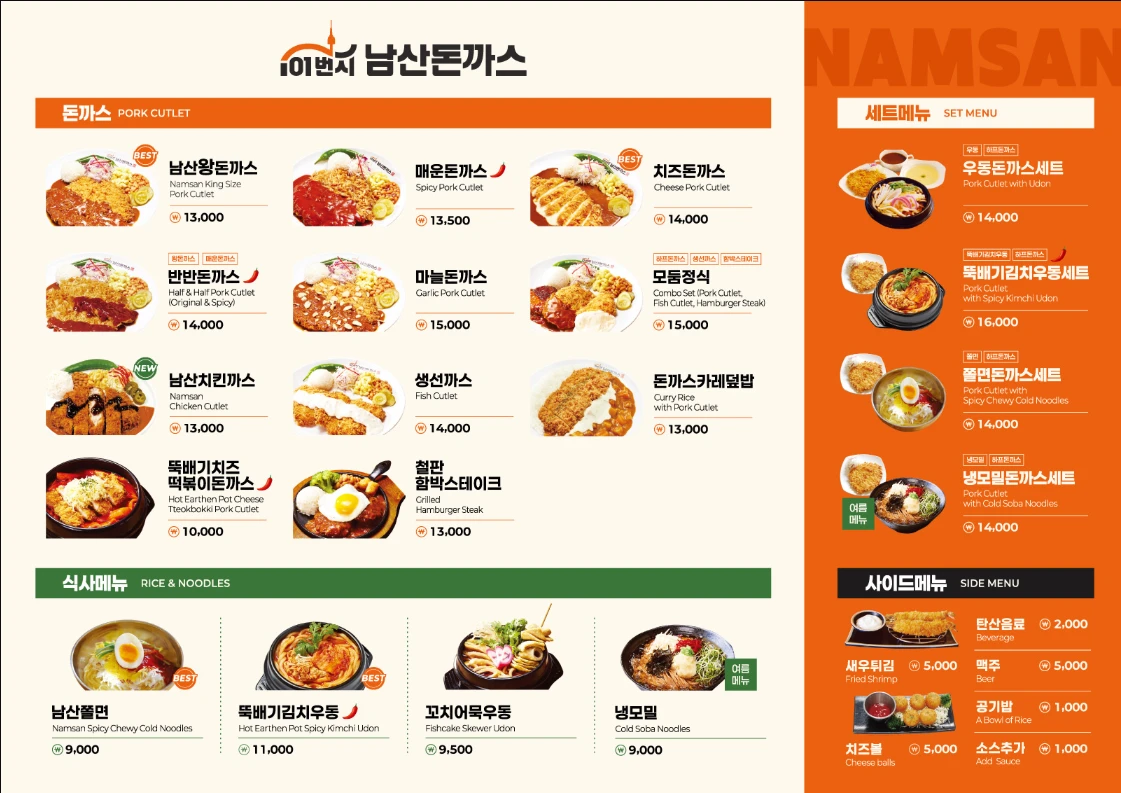 101번지 남산돈까스
NAMSAN
돈까스 PORK CUTLET
BEST
남산왕돈까스
Namsan King Size
Pork Cutlet
₩ 13,000
매운돈까스
Spicy Pork Cutlet
₩ 13,500
BEST
치즈돈까스
Cheese Pork Cutlet
₩ 14,000
왕돈까스 매운돈까스
반반돈까스
Half & Half Pork Cutlet
(Original & Spicy)
₩ 14,000
마늘돈까스
Garlic Pork Cutlet
₩ 15,000
하프돈까스 생선까스 함박스테이크
모둠정식
Combo Set (Pork Cutlet,
Fish Cutlet, Hamburger Steak)
₩ 15,000
NEW
남산치킨까스
Namsan
Chicken Cutlet
₩ 13,000
생선까스
Fish Cutlet
₩ 14,000
돈까스카레덮밥
Curry Rice
with Pork Cutlet
₩ 13,000
뚝배기치즈
떡볶이돈까스
Hot Earthen Pot Cheese
Tteokbokki Pork Cutlet
₩ 10,000
철판
함박스테이크
Grilled
Hamburger Steak
₩ 13,000
식사메뉴 RICE & NOODLES
BEST
남산쫄면
Namsan Spicy Chewy Cold Noodles
₩ 9,000
BEST
뚝배기김치우동
Hot Earthen Pot Spicy Kimchi Udon
₩ 11,000
꼬치어묵우동
Fishcake Skewer Udon
₩ 9,500
여름
메뉴
냉모밀
Cold Soba Noodles
₩ 9,000
세트메뉴 SET MENU
우동 하프돈까스
우동돈까스세트
Pork Cutlet with Udon
₩ 14,000
뚝배기김치우동 하프돈까스
뚝배기김치우동세트
Pork Cutlet
with Spicy Kimchi Udon
₩ 16,000
쫄면 하프돈까스
쫄면돈까스세트
Pork Cutlet with
Spicy Chewy Cold Noodles
₩ 14,000
냉모밀 하프돈까스
냉모밀돈까스세트
Pork Cutlet
with Cold Soba Noodles
₩ 14,000
여름
메뉴
사이드메뉴 SIDE MENU
새우튀김 ₩ 5,000
Fried Shrimp
치즈볼 ₩ 5,000
Cheese balls
탄산음료 ₩ 2,000
Beverage
맥주 ₩ 5,000
Beer
공기밥 ₩ 1,000
A Bowl of Rice
소스추가 ₩ 1,000
Add Sauce